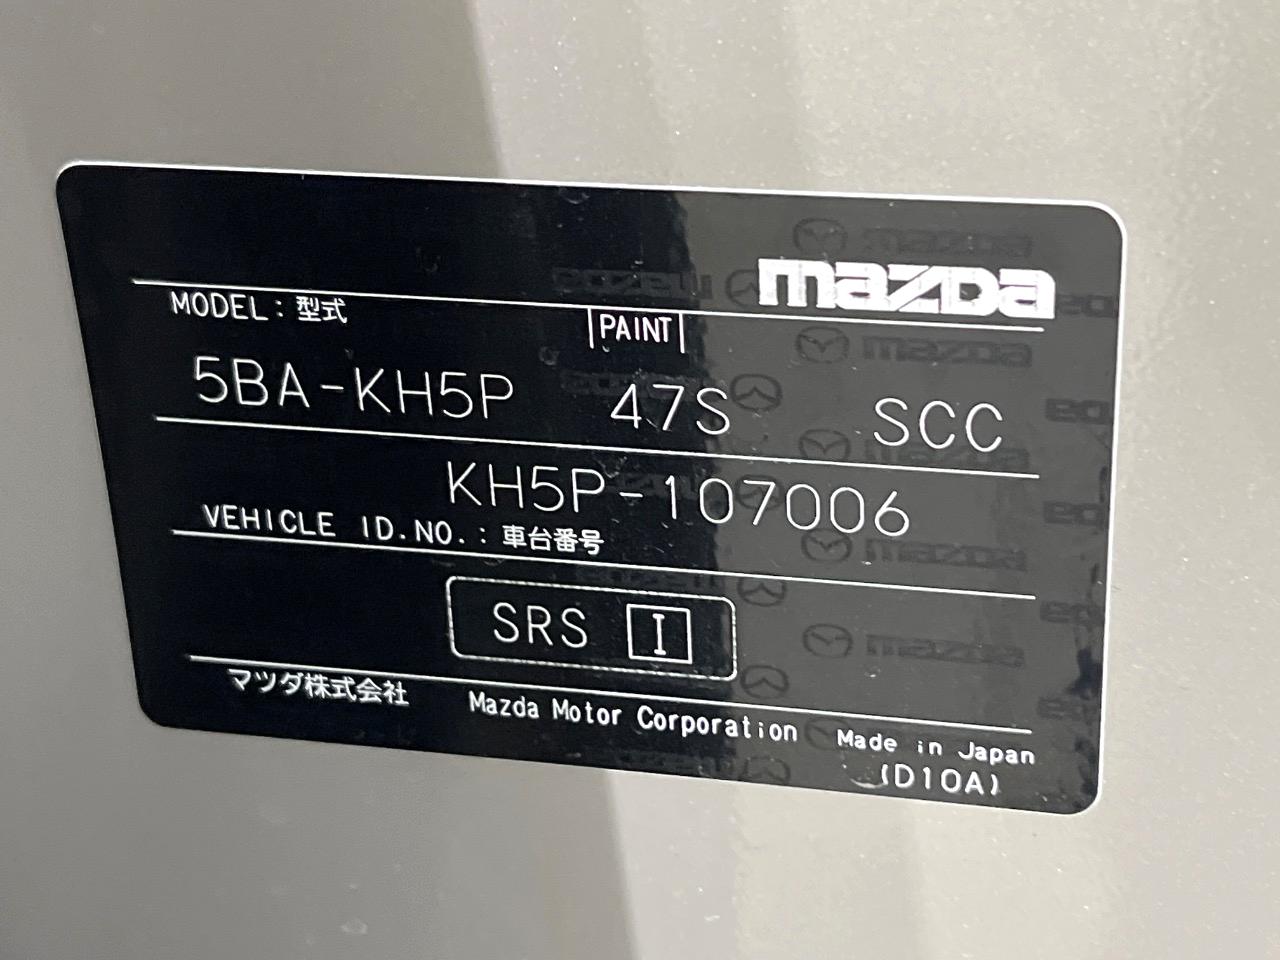 mazda
MODEL：型式 PAINT
5BA-KH5P 47S SCC
KH5P-107006
VEHICLE ID.NO.：車台番号
SRS I
マツダ株式会社 Mazda Motor Corporation Made in Japan
(D10A)